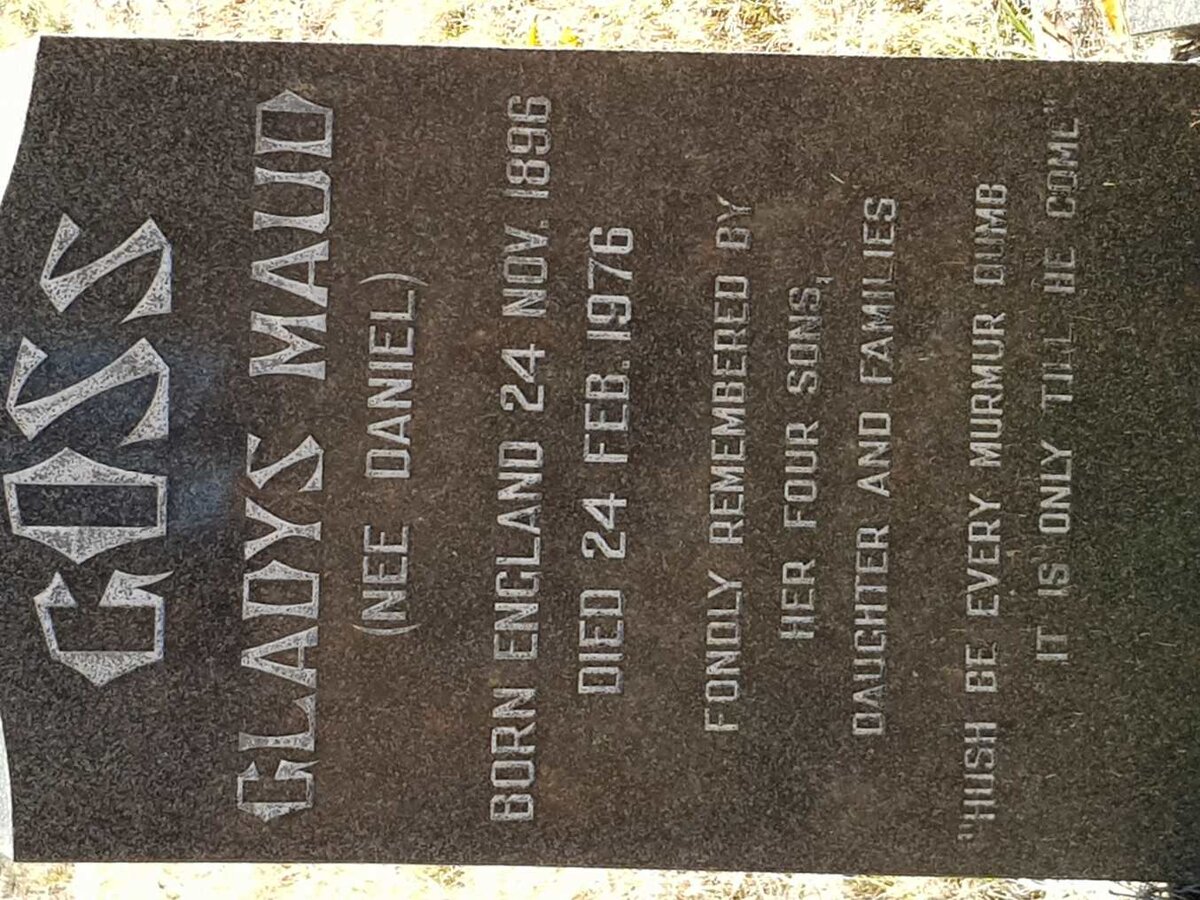 GOSS
GLADYS MAUD
(NEE DANIEL)
BORN ENGLAND 24 NOV. 1896
DIED 24 FEB. 1976
FONDLY REMEMBERED BY
HER FOUR SONS,
DAUGHTER AND FAMILIES
"HUSH BE EVERY MURMUR DUMB
IT IS ONLY TILL HE COME"